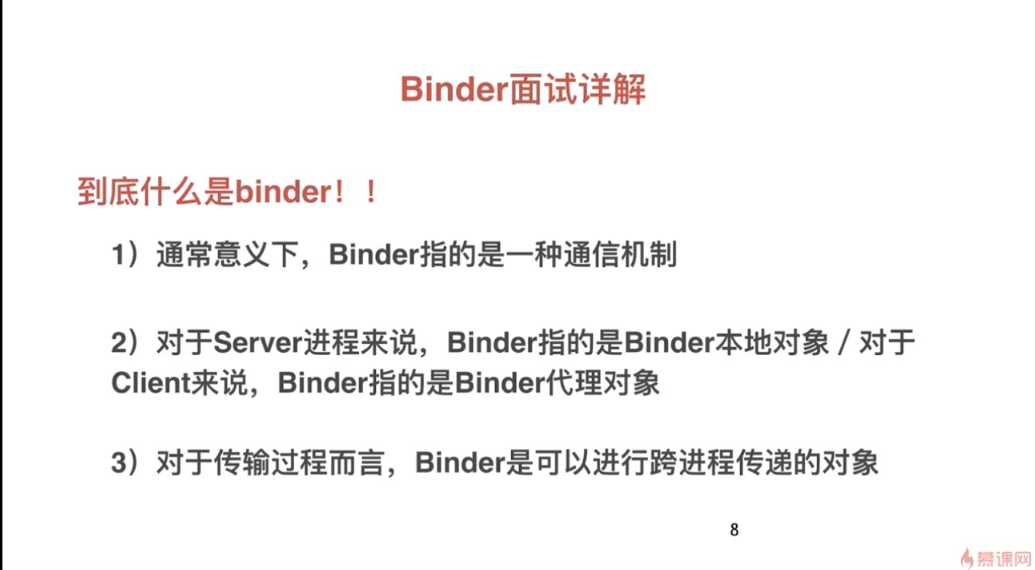 Binder面试详解
到底什么是binder！！
1）通常意义下，Binder指的是一种通信机制
2）对于Server进程来说，Binder指的是Binder本地对象 / 对于
Client来说，Binder指的是Binder代理对象
3）对于传输过程而言，Binder是可以进行跨进程传递的对象
8
慕课网